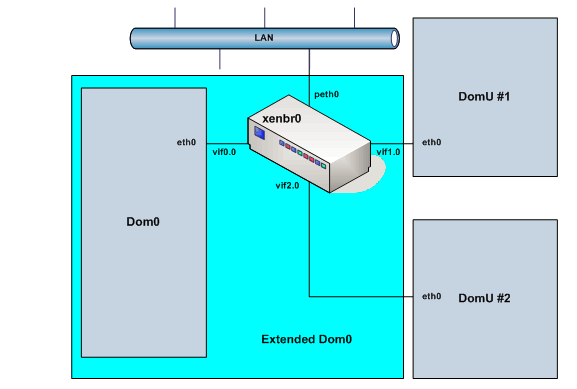 LAN
peth0
DomU #1
xenbr0
eth0
vif0.0
vif1.0
eth0
vif2.0
Dom0
eth0
DomU #2
Extended Dom0